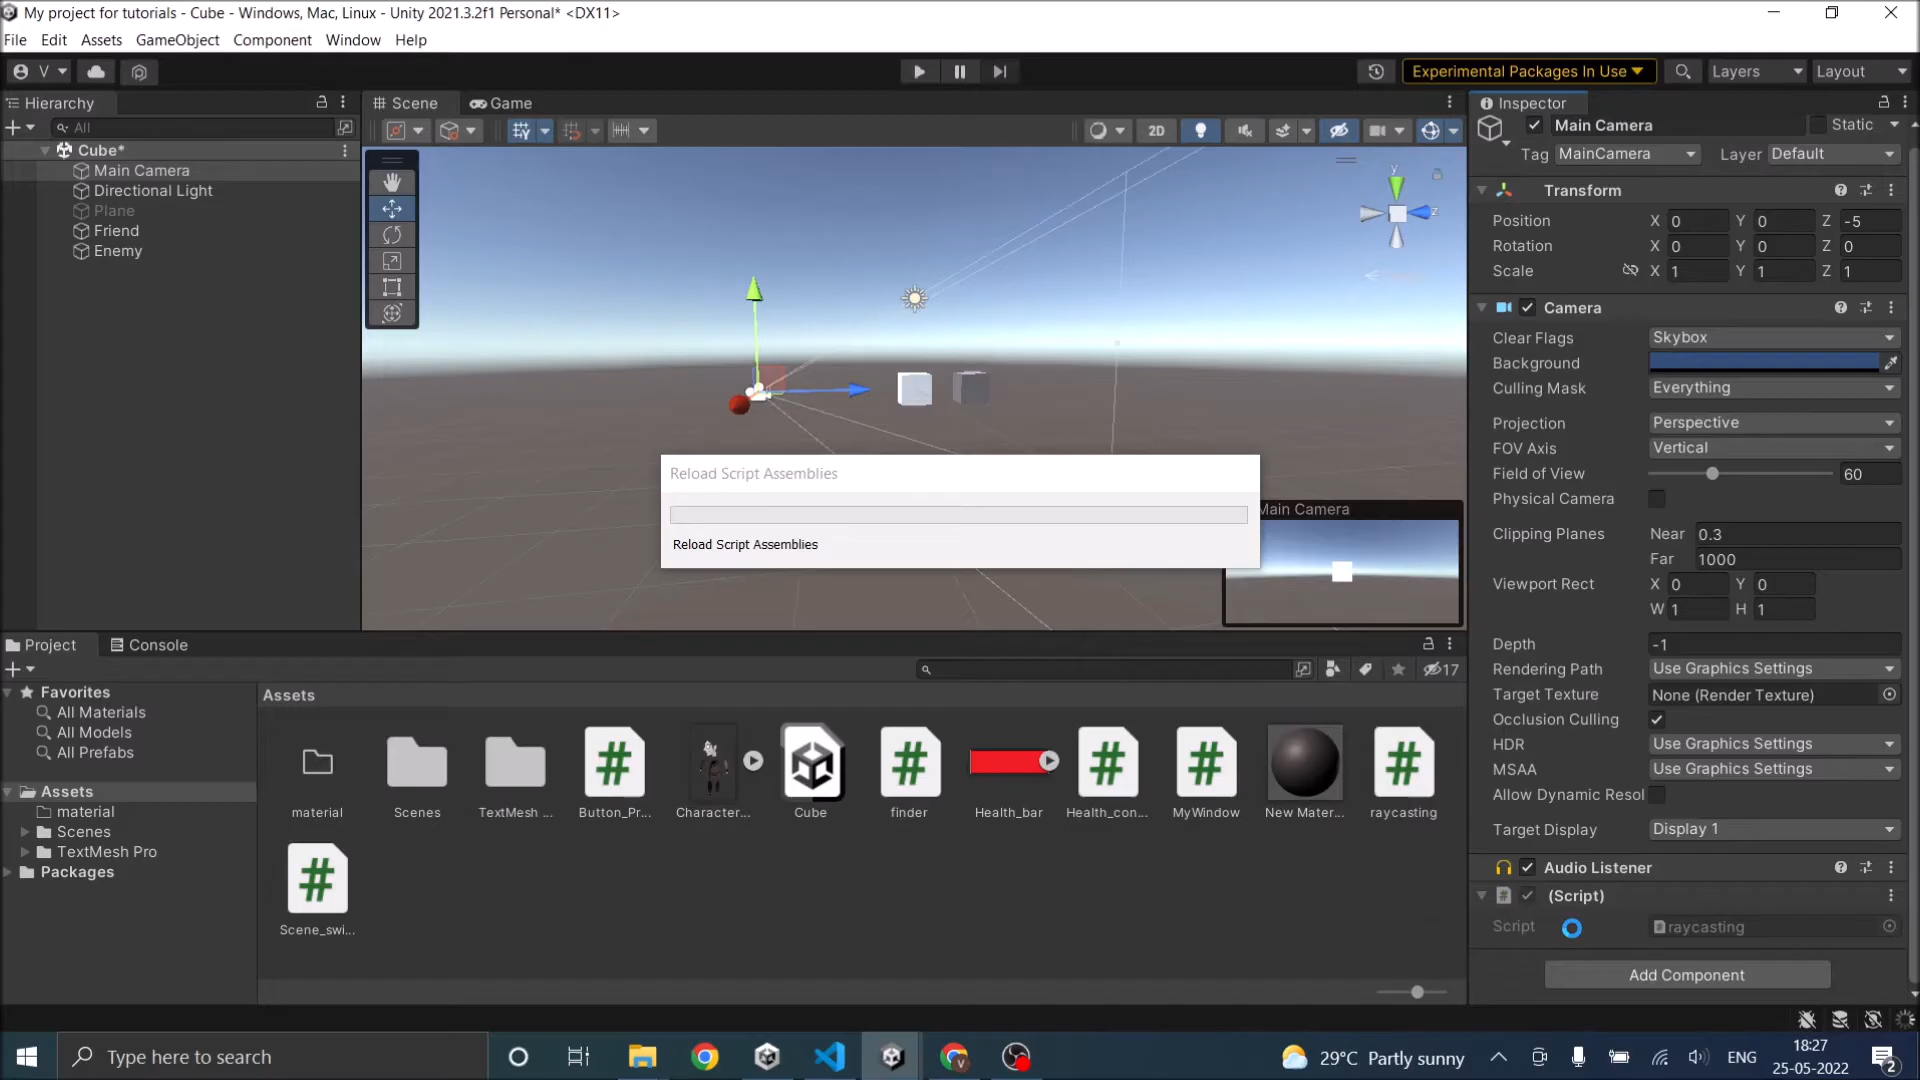 My project for tutorials - Cube - Windows, Mac, Linux - Unity 2021.3.2f1 Personal* <DX11>
File Edit Assets GameObject Component Window Help
V Experimental Packages In Use Layers Layout
Hierarchy
All
Cube*
Main Camera
Directional Light
Plane
Friend
Enemy
Scene Game
2D
y
z
Main Camera
Reload Script Assemblies
Reload Script Assemblies
Inspector
Main Camera Static
Tag MainCamera Layer Default
Transform
Position X 0 Y 0 Z -5
Rotation X 0 Y 0 Z 0
Scale X 1 Y 1 Z 1
Camera
Clear Flags Skybox
Background
Culling Mask Everything
Projection Perspective
FOV Axis Vertical
Field of View 60
Physical Camera
Clipping Planes Near 0.3
Far 1000
Viewport Rect X 0 Y 0
W 1 H 1
Depth -1
Rendering Path Use Graphics Settings
Target Texture None (Render Texture)
Occlusion Culling
HDR Use Graphics Settings
MSAA Use Graphics Settings
Allow Dynamic Resol
Target Display Display 1
Audio Listener
(Script)
Script raycasting
Add Component
Project Console
17
Favorites
All Materials
All Models
All Prefabs
Assets
material
Scenes
TextMesh Pro
Packages
Assets
material Scenes TextMesh ... Button_Pr... Character... Cube finder Health_bar Health_con... MyWindow New Mater... raycasting
Scene_swi...
Type here to search
29°C Partly sunny ENG 18:27
25-05-2022
2